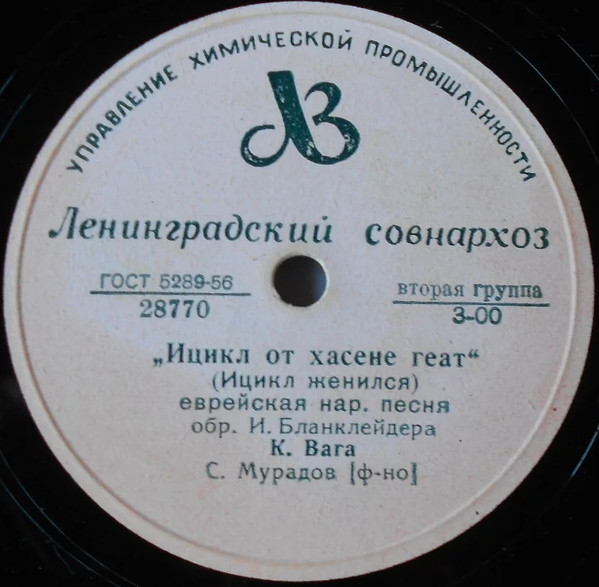 УПРАВЛЕНИЕ ХИМИЧЕСКОЙ ПРОМЫШЛЕННОСТИ
ЛЗ
Ленинградский совнархоз
ГОСТ 5289-56
28770
вторая группа
3-00
„Ицикл от хасене геат“
(Ицикл женился)
еврейская нар. песня
обр. И. Бланклейдера
К. Вага
С. Мурадов [ф-но]